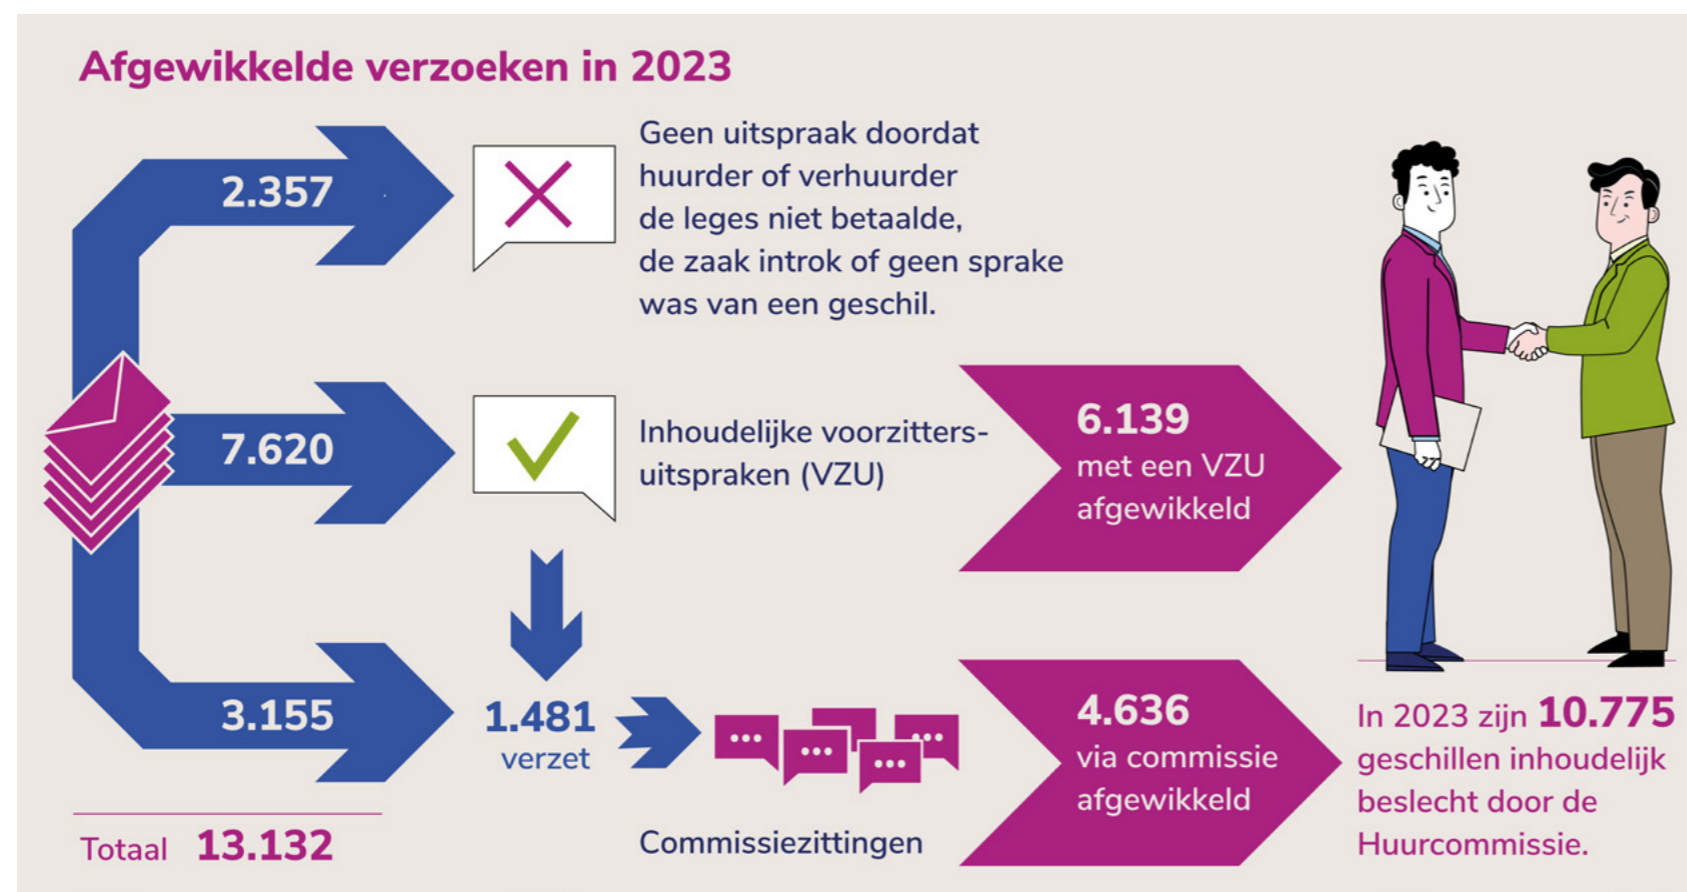 Afgewikkelde verzoeken in 2023
2.357
Geen uitspraak doordat
huurder of verhuurder
de leges niet betaalde,
de zaak introk of geen sprake
was van een geschil.
7.620
Inhoudelijke voorzitters-
uitspraken (VZU)
6.139
met een VZU
afgewikkeld
3.155
1.481
verzet
Commissiezittingen
4.636
via commissie
afgewikkeld
In 2023 zijn 10.775
geschillen inhoudelijk
beslecht door de
Huurcommissie.
Totaal 13.132